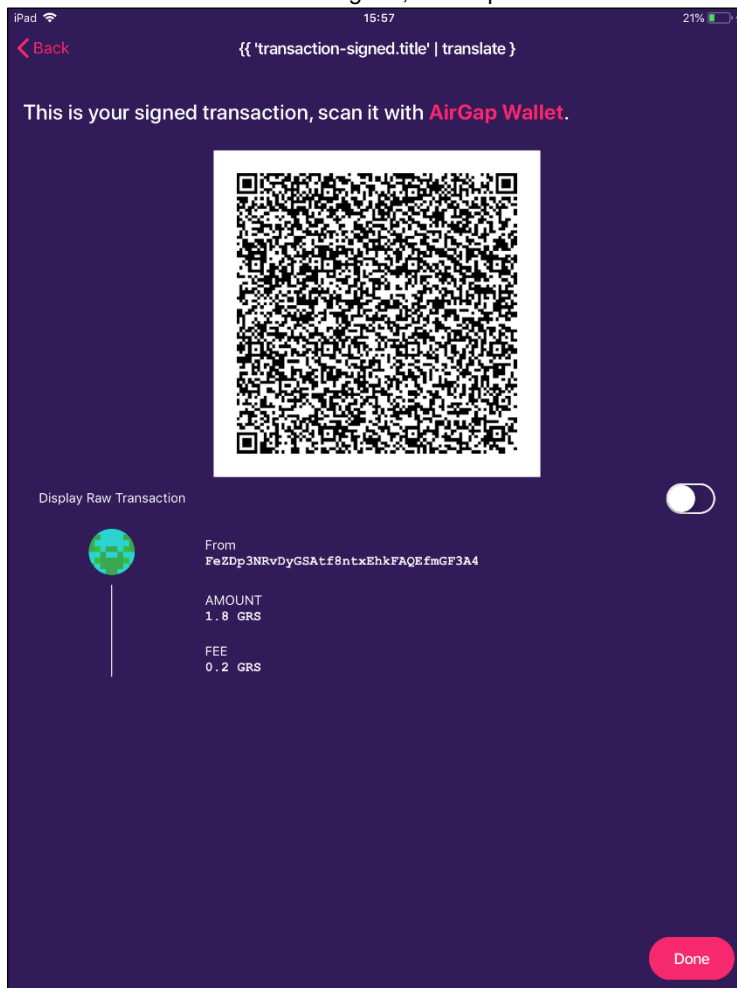 iPad 15:57 21%
Back {{ 'transaction-signed.title' | translate }
This is your signed transaction, scan it with AirGap Wallet.
Display Raw Transaction
From
FeZDp3NRvDyGSAtf8ntxEhkFAQEfmGF3A4
AMOUNT
1.8 GRS
FEE
0.2 GRS
Done